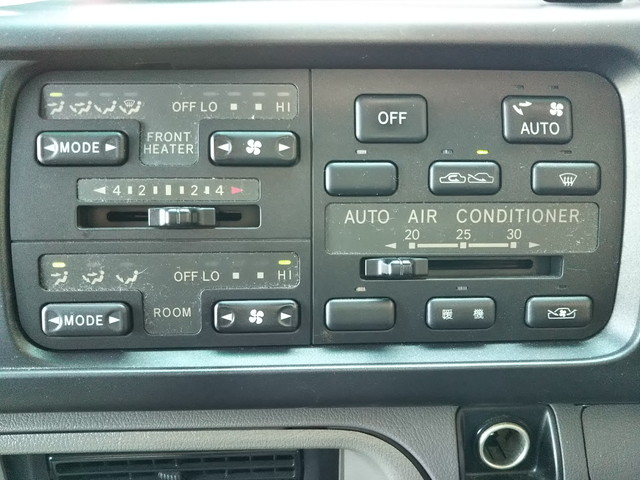 OFF LO HI
MODE
FRONT
HEATER
4 2 2 4
OFF LO HI
MODE
ROOM
OFF
AUTO
AUTO AIR CONDITIONER
20 25 30
暖機